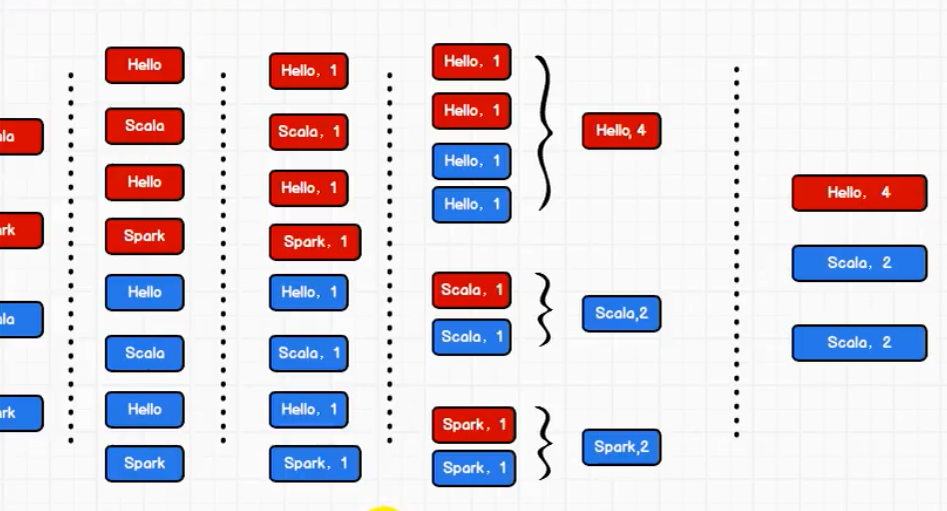 ala
ark
ala
ark
Hello
Scala
Hello
Spark
Hello
Scala
Hello
Spark
Hello, 1
Scala, 1
Hello, 1
Spark, 1
Hello, 1
Scala, 1
Hello, 1
Spark, 1
Hello, 1
Hello, 1
Hello, 1
Hello, 1
Scala, 1
Scala, 1
Spark, 1
Spark, 1
Hello, 4
Scala,2
Spark,2
Hello, 4
Scala, 2
Scala, 2